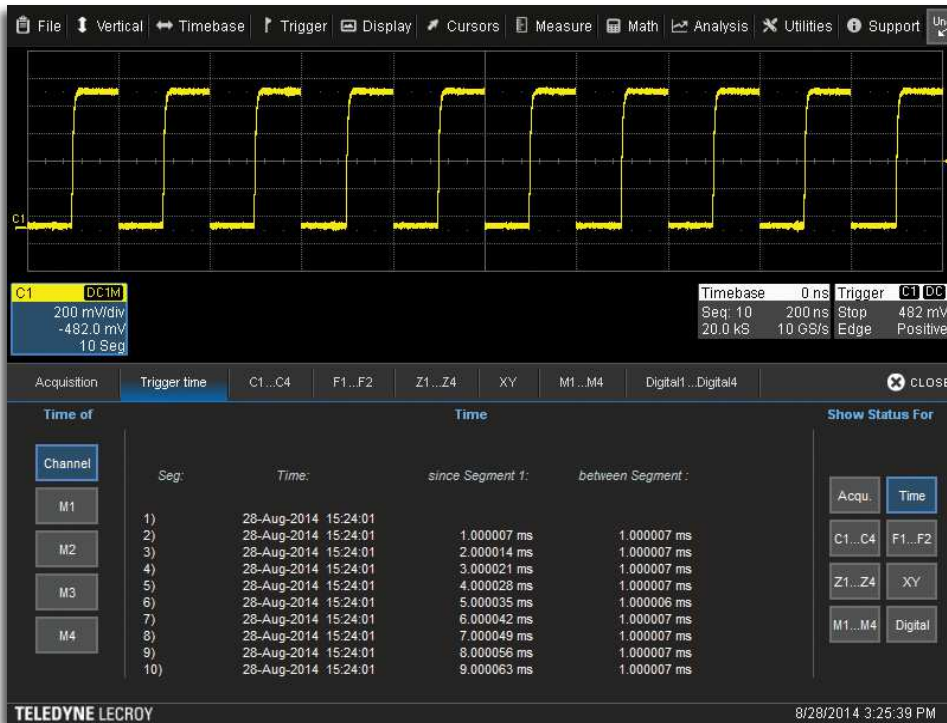 File Vertical Timebase Trigger Display Cursors Measure Math Analysis Utilities Support
C1
C1 DC1M
200 mV/div
-482.0 mV
10 Seg
Timebase 0 ns
Seq: 10 200 ns
20.0 kS 10 GS/s
Trigger C1 DC
Stop 482 mV
Edge Positive
Acquisition Trigger time C1...C4 F1...F2 Z1...Z4 XY M1...M4 Digital1...Digital4 CLOSE
Time of Time Show Status For
Channel
M1
M2
M3
M4
Seg: Time: since Segment 1: between Segment :
1) 28-Aug-2014 15:24:01
2) 28-Aug-2014 15:24:01 1.000007 ms 1.000007 ms
3) 28-Aug-2014 15:24:01 2.000014 ms 1.000007 ms
4) 28-Aug-2014 15:24:01 3.000021 ms 1.000007 ms
5) 28-Aug-2014 15:24:01 4.000028 ms 1.000007 ms
6) 28-Aug-2014 15:24:01 5.000035 ms 1.000006 ms
7) 28-Aug-2014 15:24:01 6.000042 ms 1.000007 ms
8) 28-Aug-2014 15:24:01 7.000049 ms 1.000007 ms
9) 28-Aug-2014 15:24:01 8.000056 ms 1.000007 ms
10) 28-Aug-2014 15:24:01 9.000063 ms 1.000007 ms
Acqu. Time
C1...C4 F1...F2
Z1...Z4 XY
M1...M4 Digital
TELEDYNE LECROY
8/28/2014 3:25:39 PM